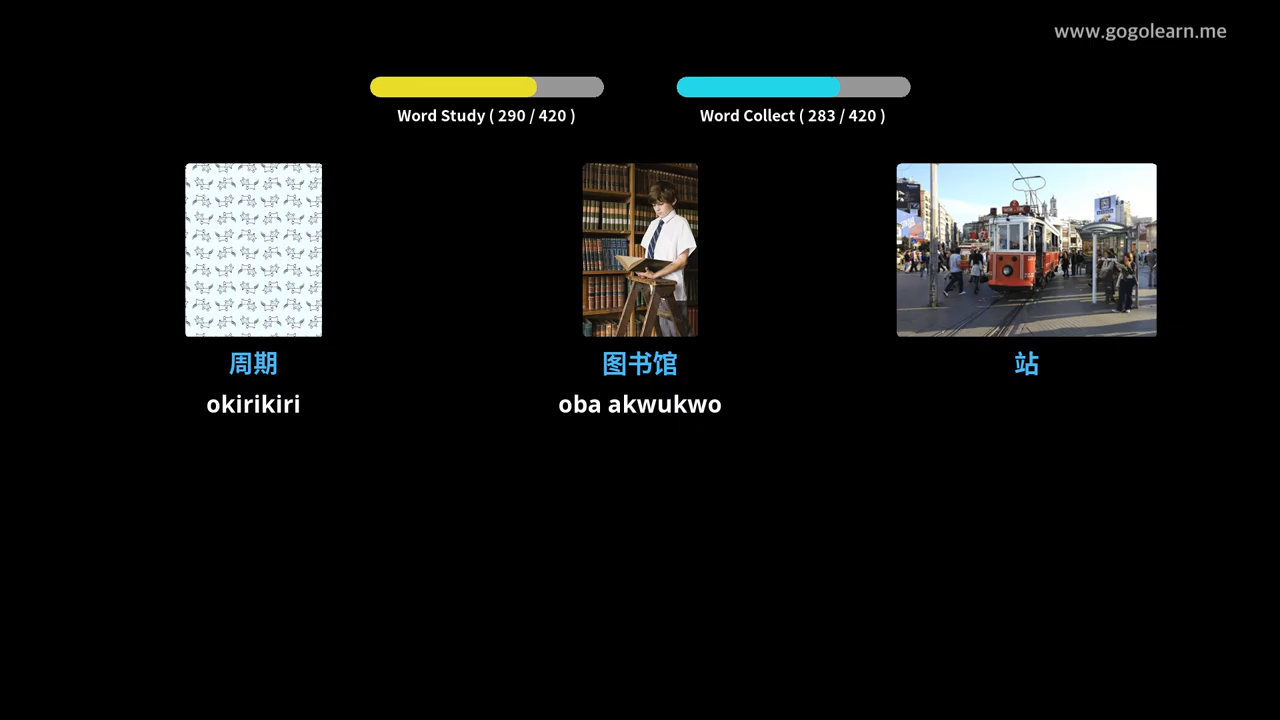 www.gogolearn.me
Word Study ( 290 / 420 )
Word Collect ( 283 / 420 )
周期
图书馆
站
okirikiri
oba akwukwo